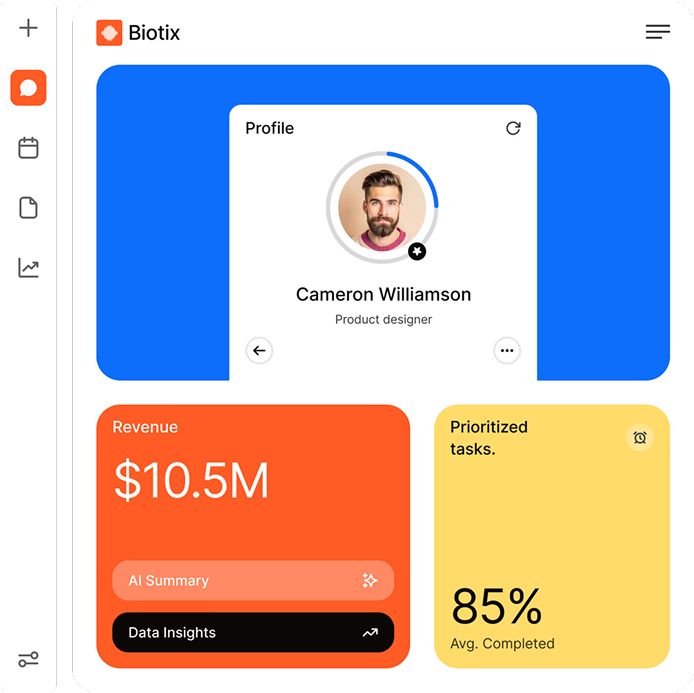 Biotix
Profile
Cameron Williamson
Product designer
Revenue
$10.5M
AI Summary
Data Insights
Prioritized
tasks.
85%
Avg. Completed